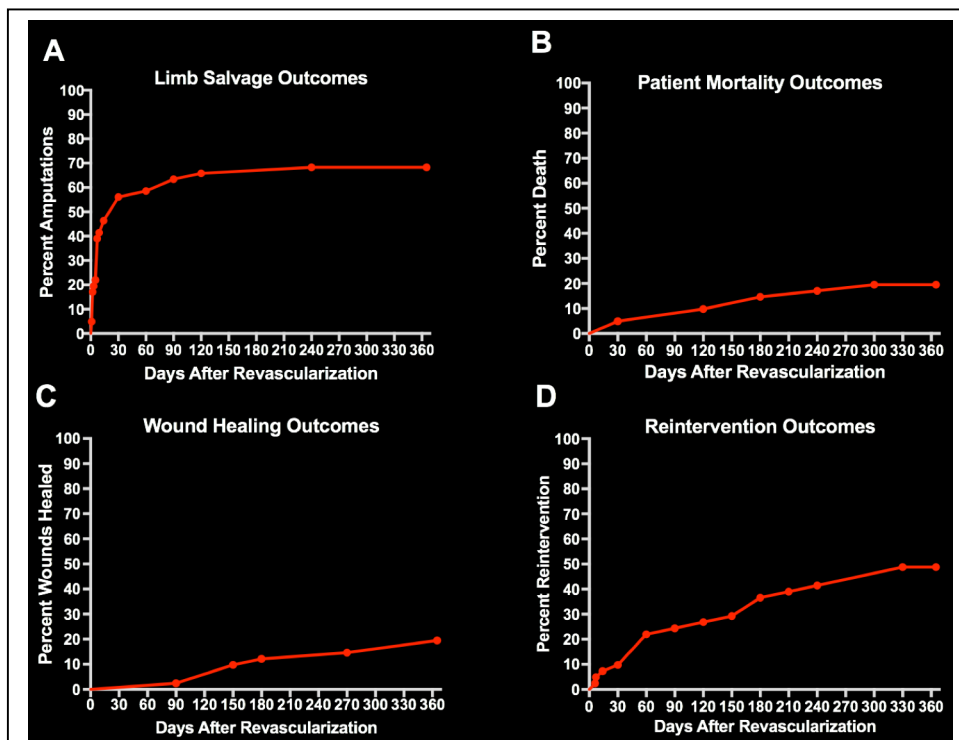 A
Limb Salvage Outcomes
100
90
80
70
60
50
40
30
20
10
0
Percent Amputations
0 30 60 90 120 150 180 210 240 270 300 330 360
Days After Revascularization
B
Patient Mortality Outcomes
100
90
80
70
60
50
40
30
20
10
0
Percent Death
0 30 60 90 120 150 180 210 240 270 300 330 360
Days After Revascularization
C
Wound Healing Outcomes
100
90
80
70
60
50
40
30
20
10
0
Percent Wounds Healed
0 30 60 90 120 150 180 210 240 270 300 330 360
Days After Revascularization
D
Reintervention Outcomes
100
90
80
70
60
50
40
30
20
10
0
Percent Reintervention
0 30 60 90 120 150 180 210 240 270 300 330 360
Days After Revascularization